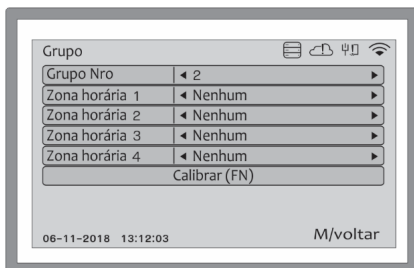 Grupo
Grupo Nro 2
Zona horária 1 Nenhum
Zona horária 2 Nenhum
Zona horária 3 Nenhum
Zona horária 4 Nenhum
Calibrar (FN)
06-11-2018 13:12:03 M/voltar